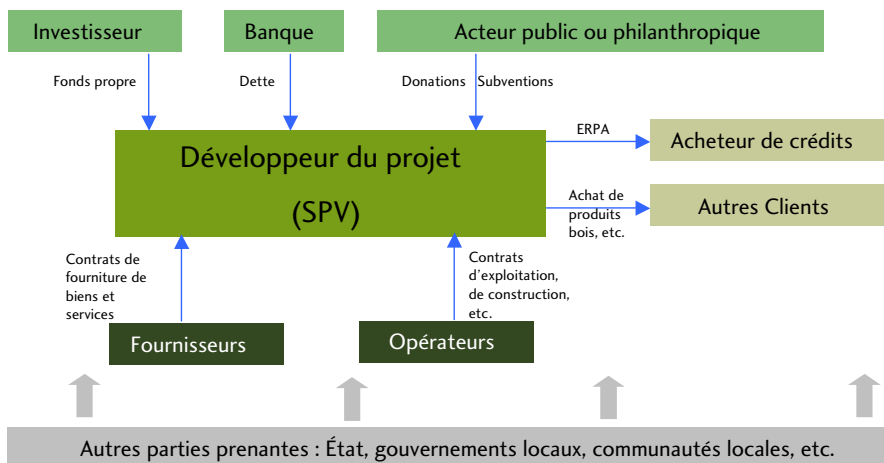 Investisseur
Banque
Acteur public ou philanthropique
Fonds propre
Dette
Donations
Subventions
Développeur du projet
(SPV)
ERPA
Acheteur de crédits
Achat de
produits
bois, etc.
Autres Clients
Contrats de
fourniture de
biens et
services
Contrats
d'exploitation,
de construction,
etc.
Fournisseurs
Opérateurs
Autres parties prenantes : État, gouvernements locaux, communautés locales, etc.